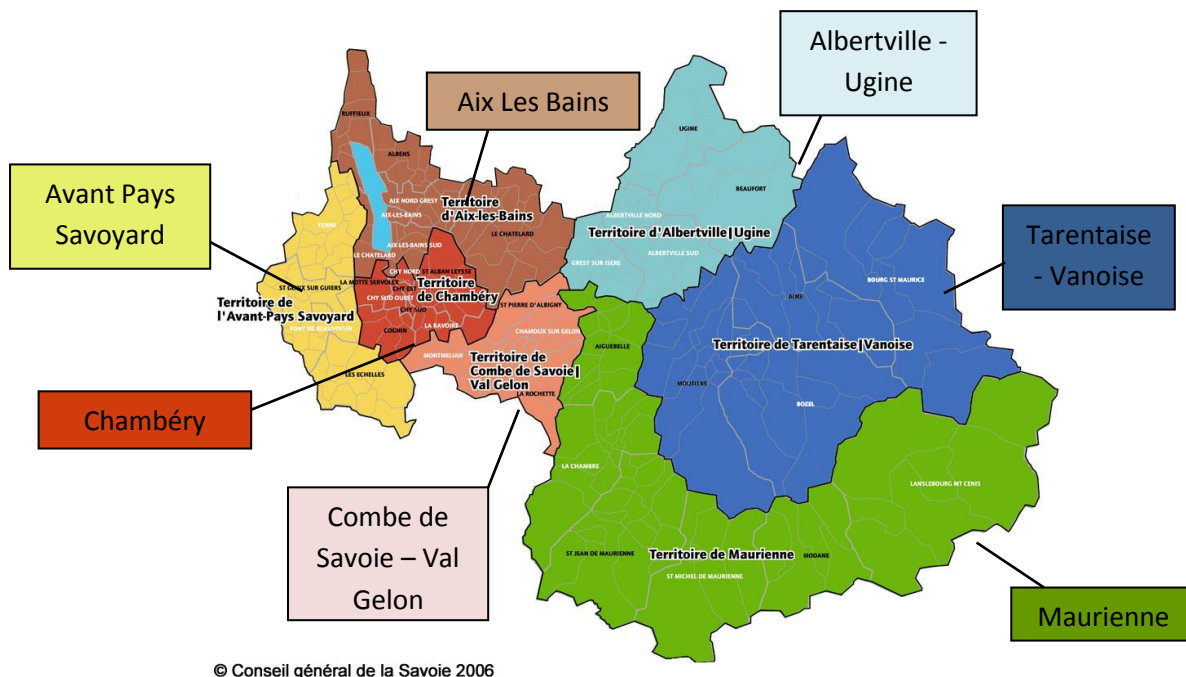 Albertville -
Ugine
Aix Les Bains
Avant Pays
Savoyard
Tarentaise
- Vanoise
Chambéry
Combe de
Savoie – Val
Gelon
Maurienne
RUFFIEUX
ALBENS
AIX NORD GRESY
AIX-LES-BAINS
Territoire
d'Aix-les-Bains
LE CHATELARD
AIX-LES-BAINS SUD
LE CHATELARD
UGINE
BEAUFORT
ALBERTVILLE NORD
Territoire d'Albertville|Ugine
GRESY SUR ISERE
ALBERTVILLE SUD
YENNE
ST GENIX SUR GUIERS
Territoire de
l'Avant-Pays Savoyard
PONT DE BEAUVOISIN
LES ECHELLES
CHY NORD
ST ALBAN LEYSSE
LA MOTTE SERVOLEX
CHY EST
Territoire
de Chambéry
CHY SUD OUEST
CHY SUD
COGNIN
LA RAVOIRE
ST PIERRE D'ALBIGNY
CHAMOUX SUR GELON
MONTMELIAN
Territoire de
Combe de Savoie|
Val Gelon
LA ROCHETTE
BOURG ST MAURICE
AIME
Territoire de Tarentaise|Vanoise
MOUTIERS
BOZEL
AIGUEBELLE
LA CHAMBRE
LANSLEBOURG MT CENIS
ST JEAN DE MAURIENNE
Territoire de Maurienne
MODANE
ST MICHEL DE MAURIENNE
© Conseil général de la Savoie 2006